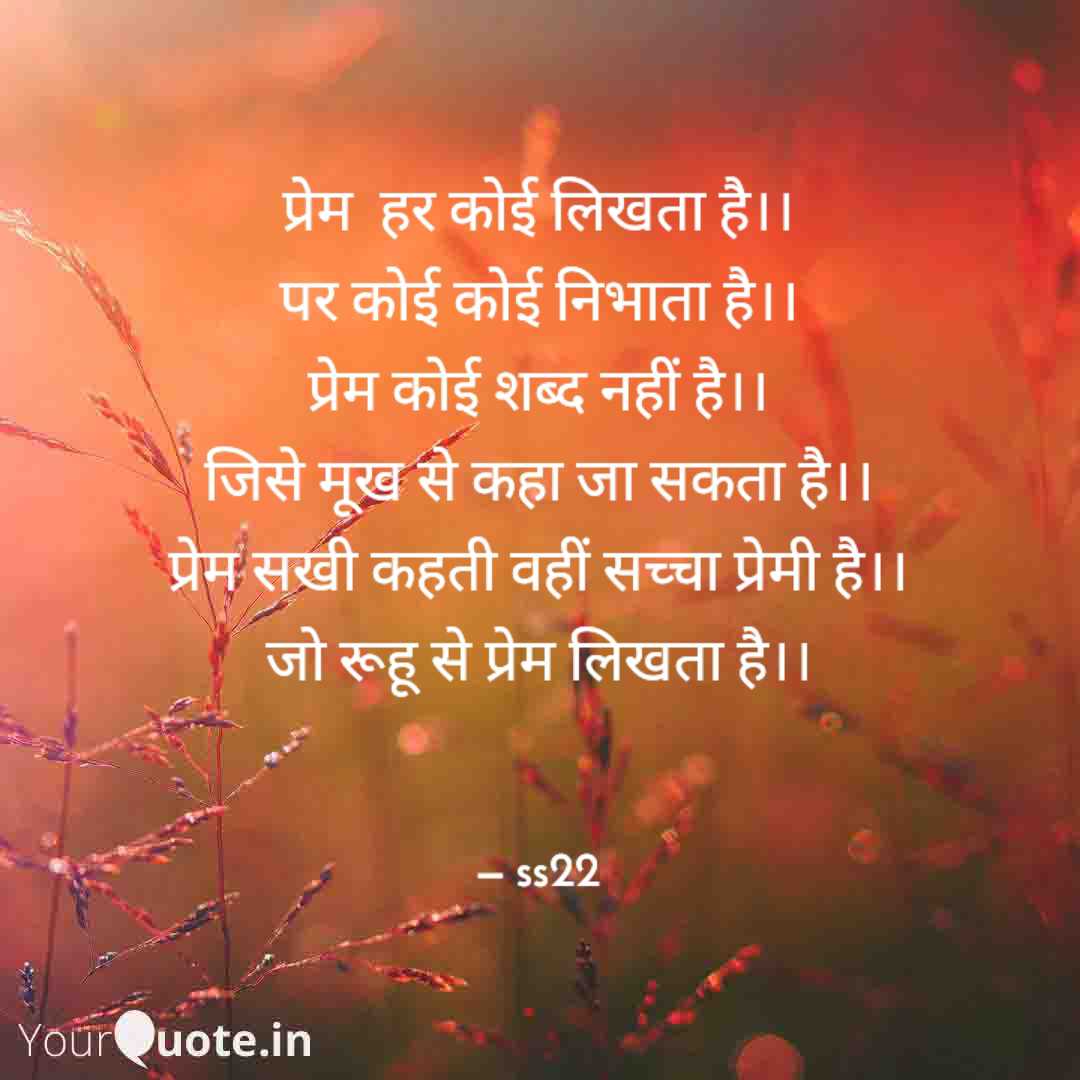 प्रेम हर कोई लिखता है।।
पर कोई कोई निभाता है।।
प्रेम कोई शब्द नहीं है।।
जिसे मुख से कहा जा सकता है।।
प्रेम सखी कहती वहीं सच्चा प्रेमी है।।
जो रूह से प्रेम लिखता है।।
– ss22
YourQuote.in